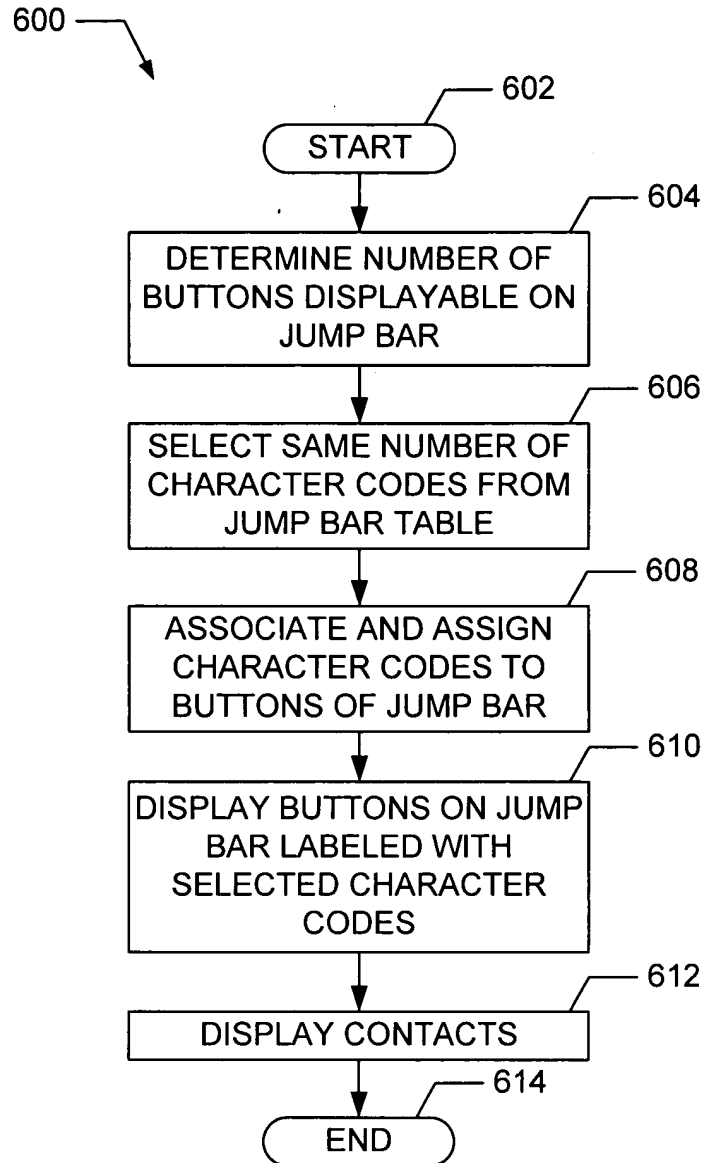 600
602
START
604
DETERMINE NUMBER OF
BUTTONS DISPLAYABLE ON
JUMP BAR
606
SELECT SAME NUMBER OF
CHARACTER CODES FROM
JUMP BAR TABLE
608
ASSOCIATE AND ASSIGN
CHARACTER CODES TO
BUTTONS OF JUMP BAR
610
DISPLAY BUTTONS ON JUMP
BAR LABELED WITH
SELECTED CHARACTER
CODES
612
DISPLAY CONTACTS
614
END